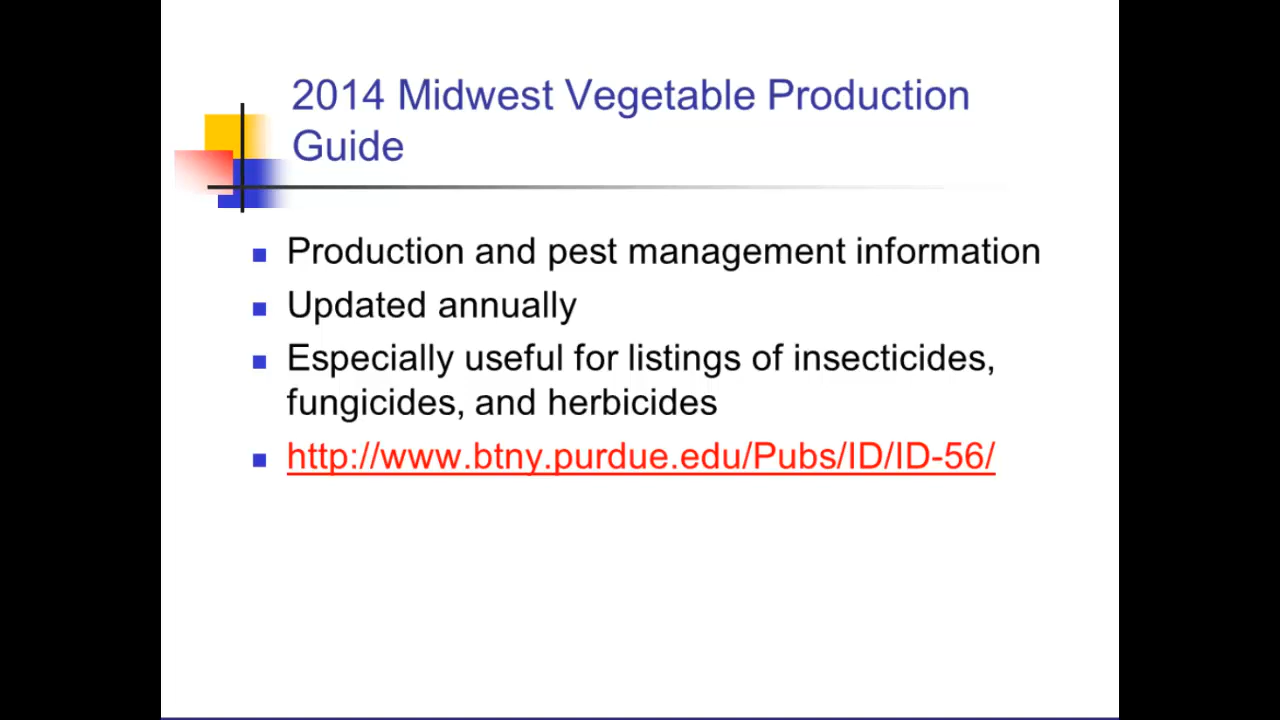 2014 Midwest Vegetable Production
Guide
Production and pest management information
Updated annually
Especially useful for listings of insecticides,
fungicides, and herbicides
http://www.btny.purdue.edu/Pubs/ID/ID-56/